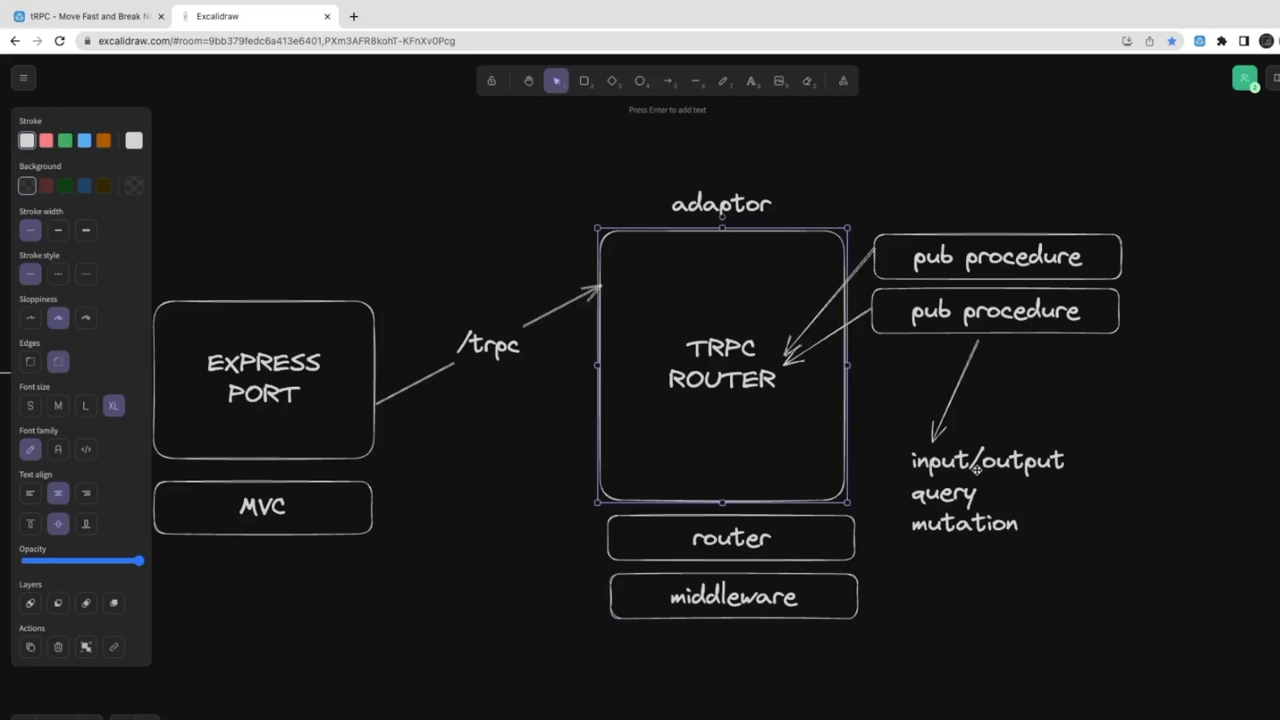 tRPC - Move Fast and Break N
Excalidraw
excalidraw.com/#room=9bb379fedc6a413e6401,PXm3AFR8kohT-KFnXv0Pcg
Press Enter to add text
2
Stroke
Background
Stroke width
Stroke style
Sloppiness
Edges
Font size
S M L XL
Font family
A </>
Text align
Opacity
Layers
Actions
adaptor
pub procedure
pub procedure
/trpc
EXPRESS
PORT
TRPC
ROUTER
input/output
query
mutation
MVC
router
middleware